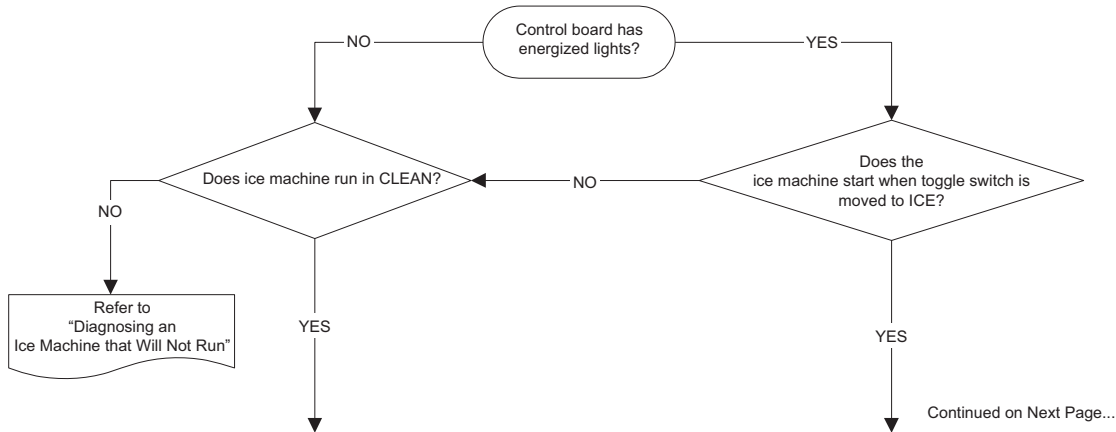 Control board has
energized lights?
NO
YES
Does ice machine run in CLEAN?
NO
Does the
ice machine start when toggle switch is
moved to ICE?
NO
Refer to
“Diagnosing an
Ice Machine that Will Not Run”
YES
YES
Continued on Next Page...